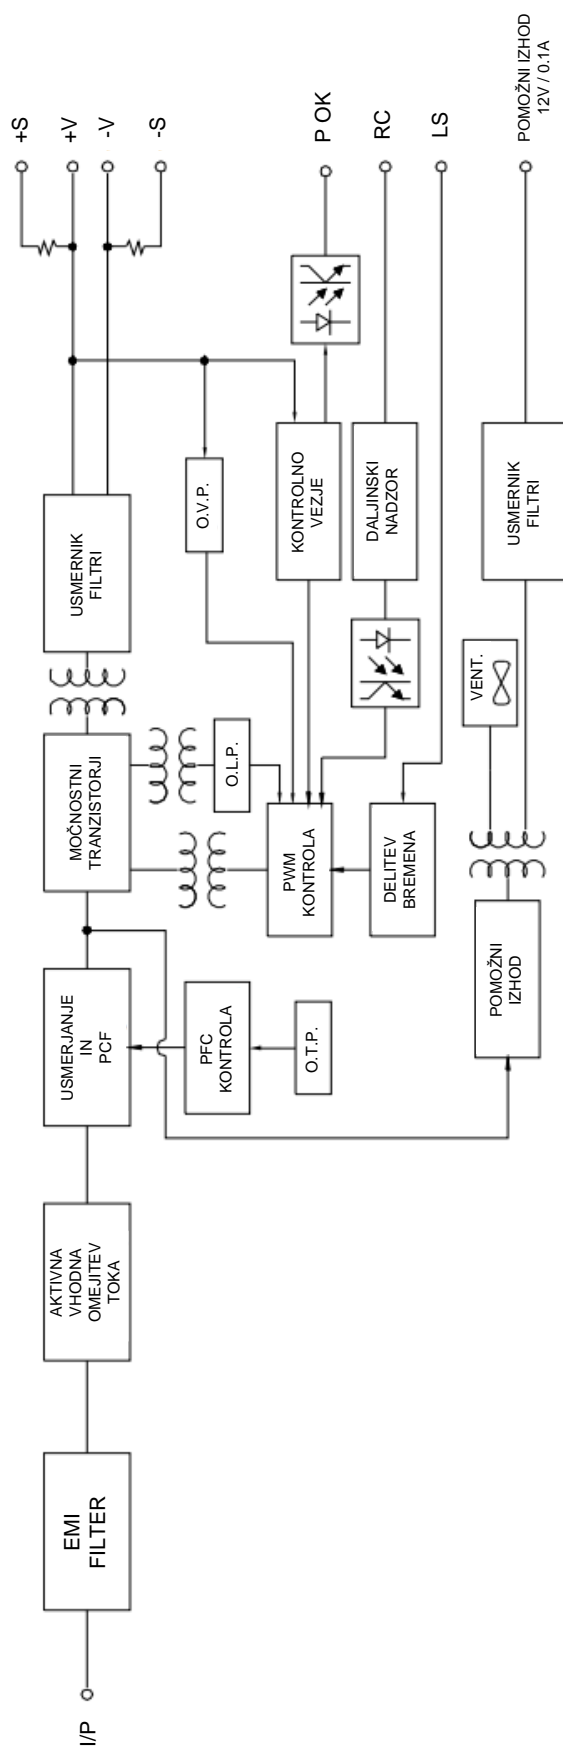 I/P
EMI
FILTER
AKTIVNA
VHODNA
OMEJITEV
TOKA
USMERJANJE
IN
PCF
MOČNOSTNI
TRANZISTORJI
USMERNIK
FILTRI
+S
+V
-V
-S
PFC
KONTROLA
O.T.P.
O.L.P.
PWM
KONTROLA
O.V.P.
KONTROLNO
VEZJE
P OK
DALJINSKI
NADZOR
RC
DELITEV
BREMENA
LS
POMOŽNI
IZHOD
VENT.
USMERNIK
FILTRI
POMOŽNI IZHOD
12V / 0.1A